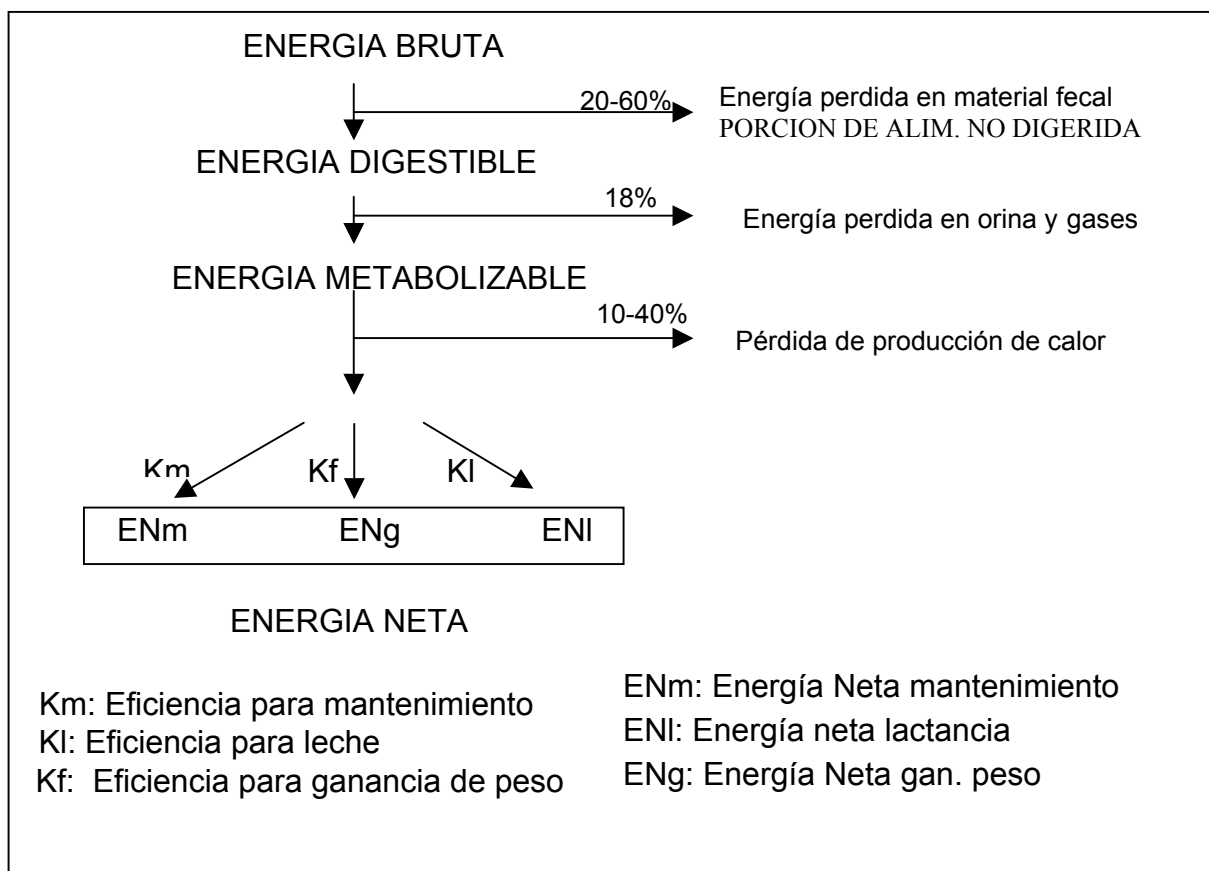 ENERGIA BRUTA
20-60%
Energía perdida en material fecal
PORCION DE ALIM. NO DIGERIDA
ENERGIA DIGESTIBLE
18%
Energía perdida en orina y gases
ENERGIA METABOLIZABLE
10-40%
Pérdida de producción de calor
Km Kf Kl
ENm ENg ENl
ENERGIA NETA
Km: Eficiencia para mantenimiento
Kl: Eficiencia para leche
Kf: Eficiencia para ganancia de peso
ENm: Energía Neta mantenimiento
ENl: Energía neta lactancia
ENg: Energía Neta gan. peso